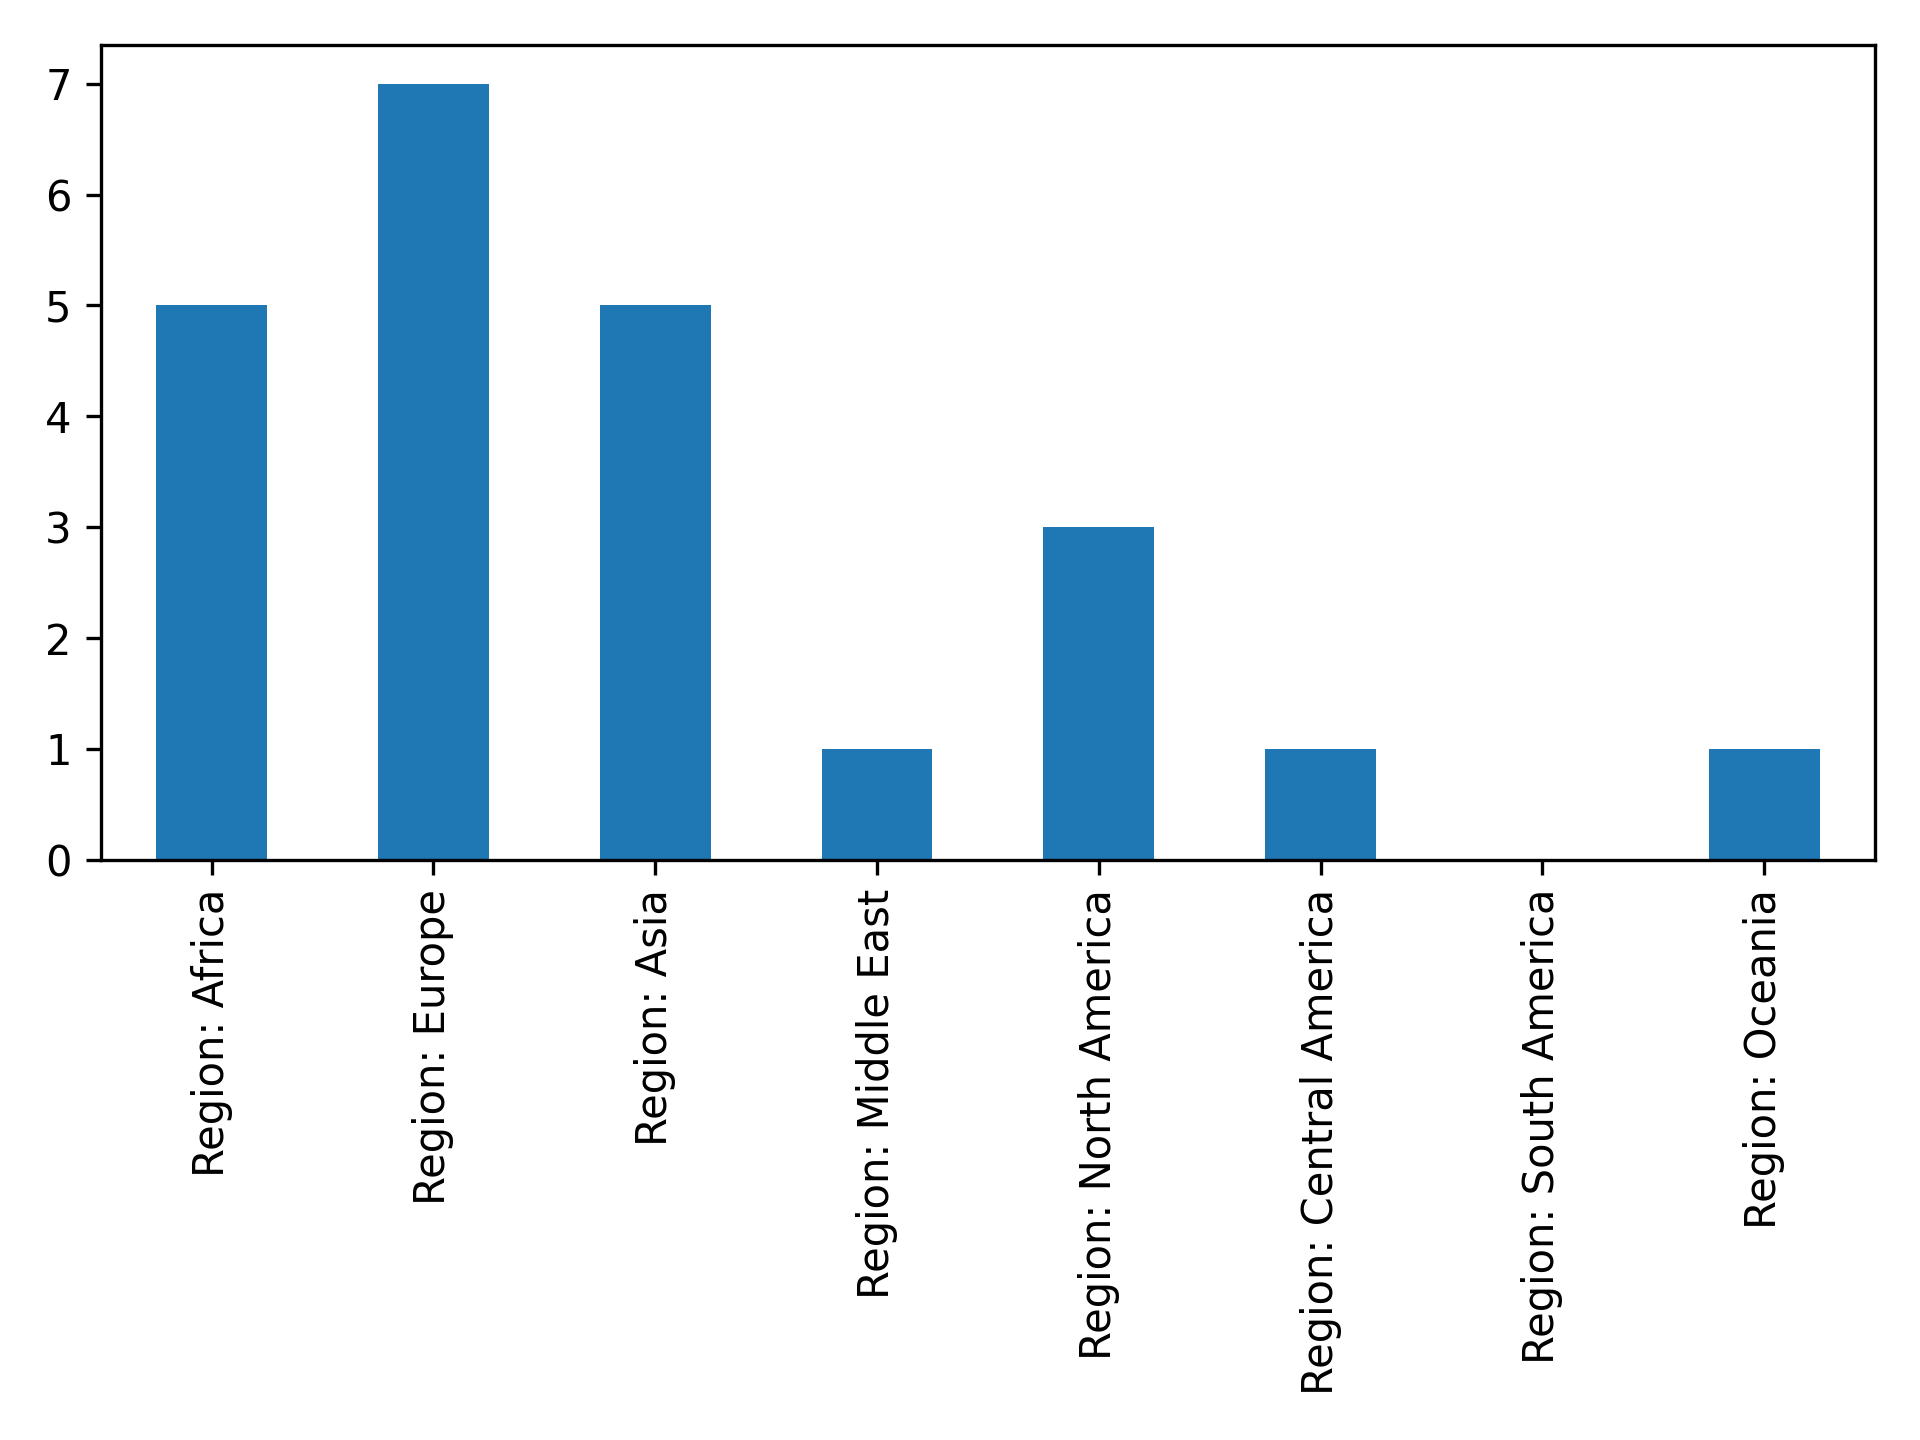 7
6
5
4
3
2
1
0
Region: Africa
Region: Europe
Region: Asia
Region: Middle East
Region: North America
Region: Central America
Region: South America
Region: Oceania